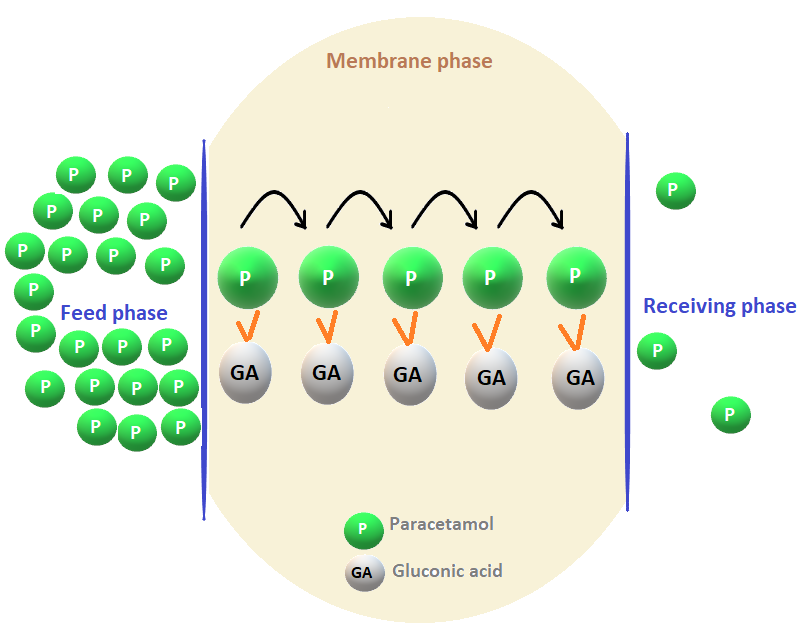 Membrane phase
P P P
P P P
P P P P
P
Feed phase
P P P P
P P P P
P P P
P P P P P
GA GA GA GA GA
P
Receiving phase
P
P
P Paracetamol
GA Gluconic acid